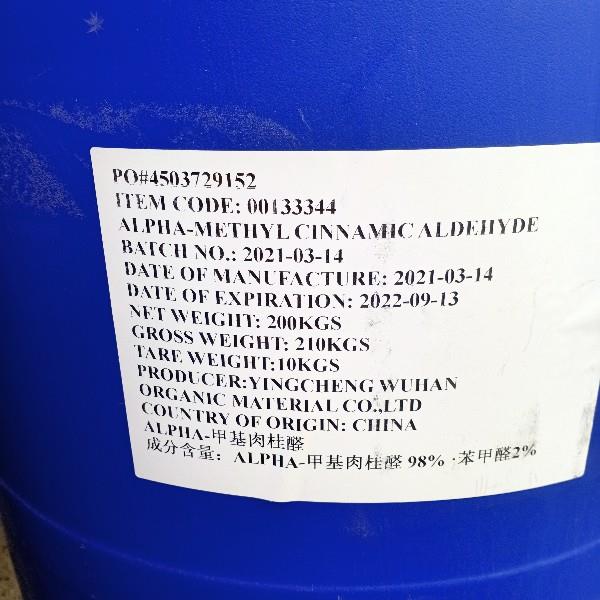 PO#4503729152
ITEM CODE: 00133344
ALPHA-METHYL CINNAMIC ALDEHYDE
BATCH NO.: 2021-03-14
DATE OF MANUFACTURE: 2021-03-14
DATE OF EXPIRATION: 2022-09-13
NET WEIGHT: 200KGS
GROSS WEIGHT: 210KGS
TARE WEIGHT:10KGS
PRODUCER:YINGCHENG WUHAN
ORGANIC MATERIAL CO.,LTD
COUNTRY OF ORIGIN: CHINA
ALPHA-甲基肉桂醛
成分含量: ALPHA-甲基肉桂醛 98% ·苯甲醛2%